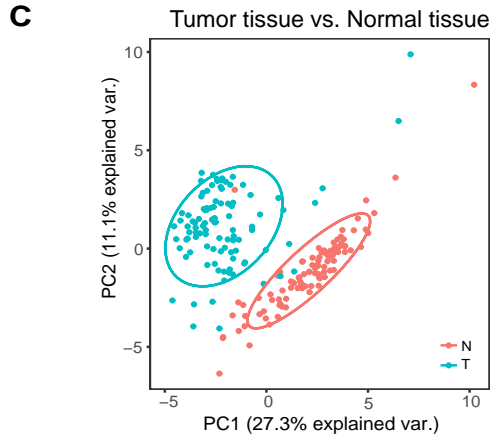 C
Tumor tissue vs. Normal tissue
10
5
0
−5
PC2 (11.1% explained var.)
N
T
−5 0 5 10
PC1 (27.3% explained var.)